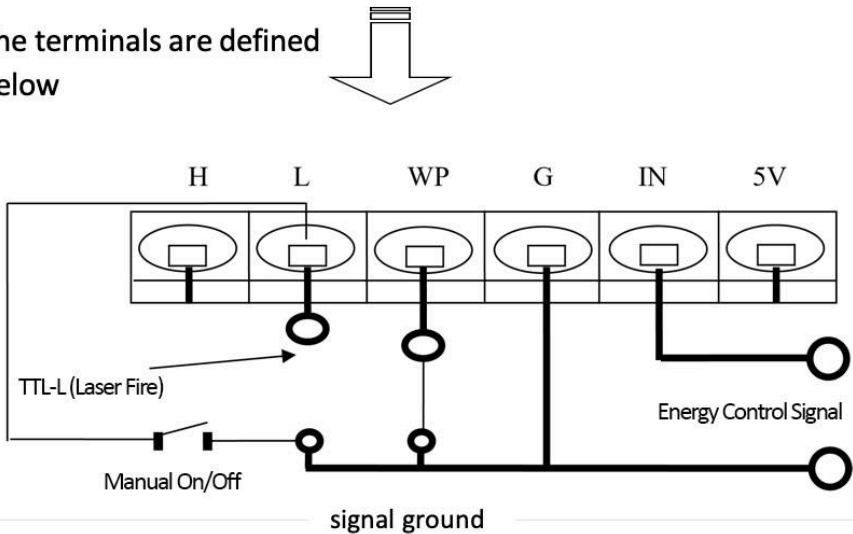 he terminals are defined
elow
H L WP G IN 5V
TTL-L (Laser Fire)
Energy Control Signal
Manual On/Off
signal ground